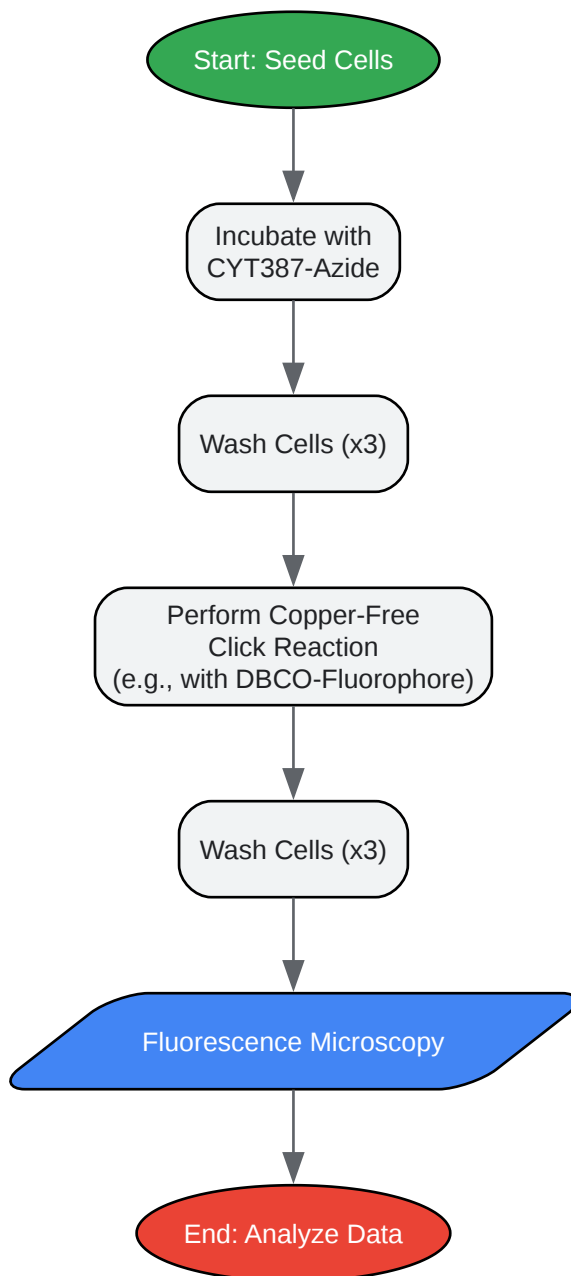 Start: Seed Cells
Incubate with
CYT387-Azide
Wash Cells (x3)
Perform Copper-Free
Click Reaction
(e.g., with DBCO-Fluorophore)
Wash Cells (x3)
Fluorescence Microscopy
End: Analyze Data